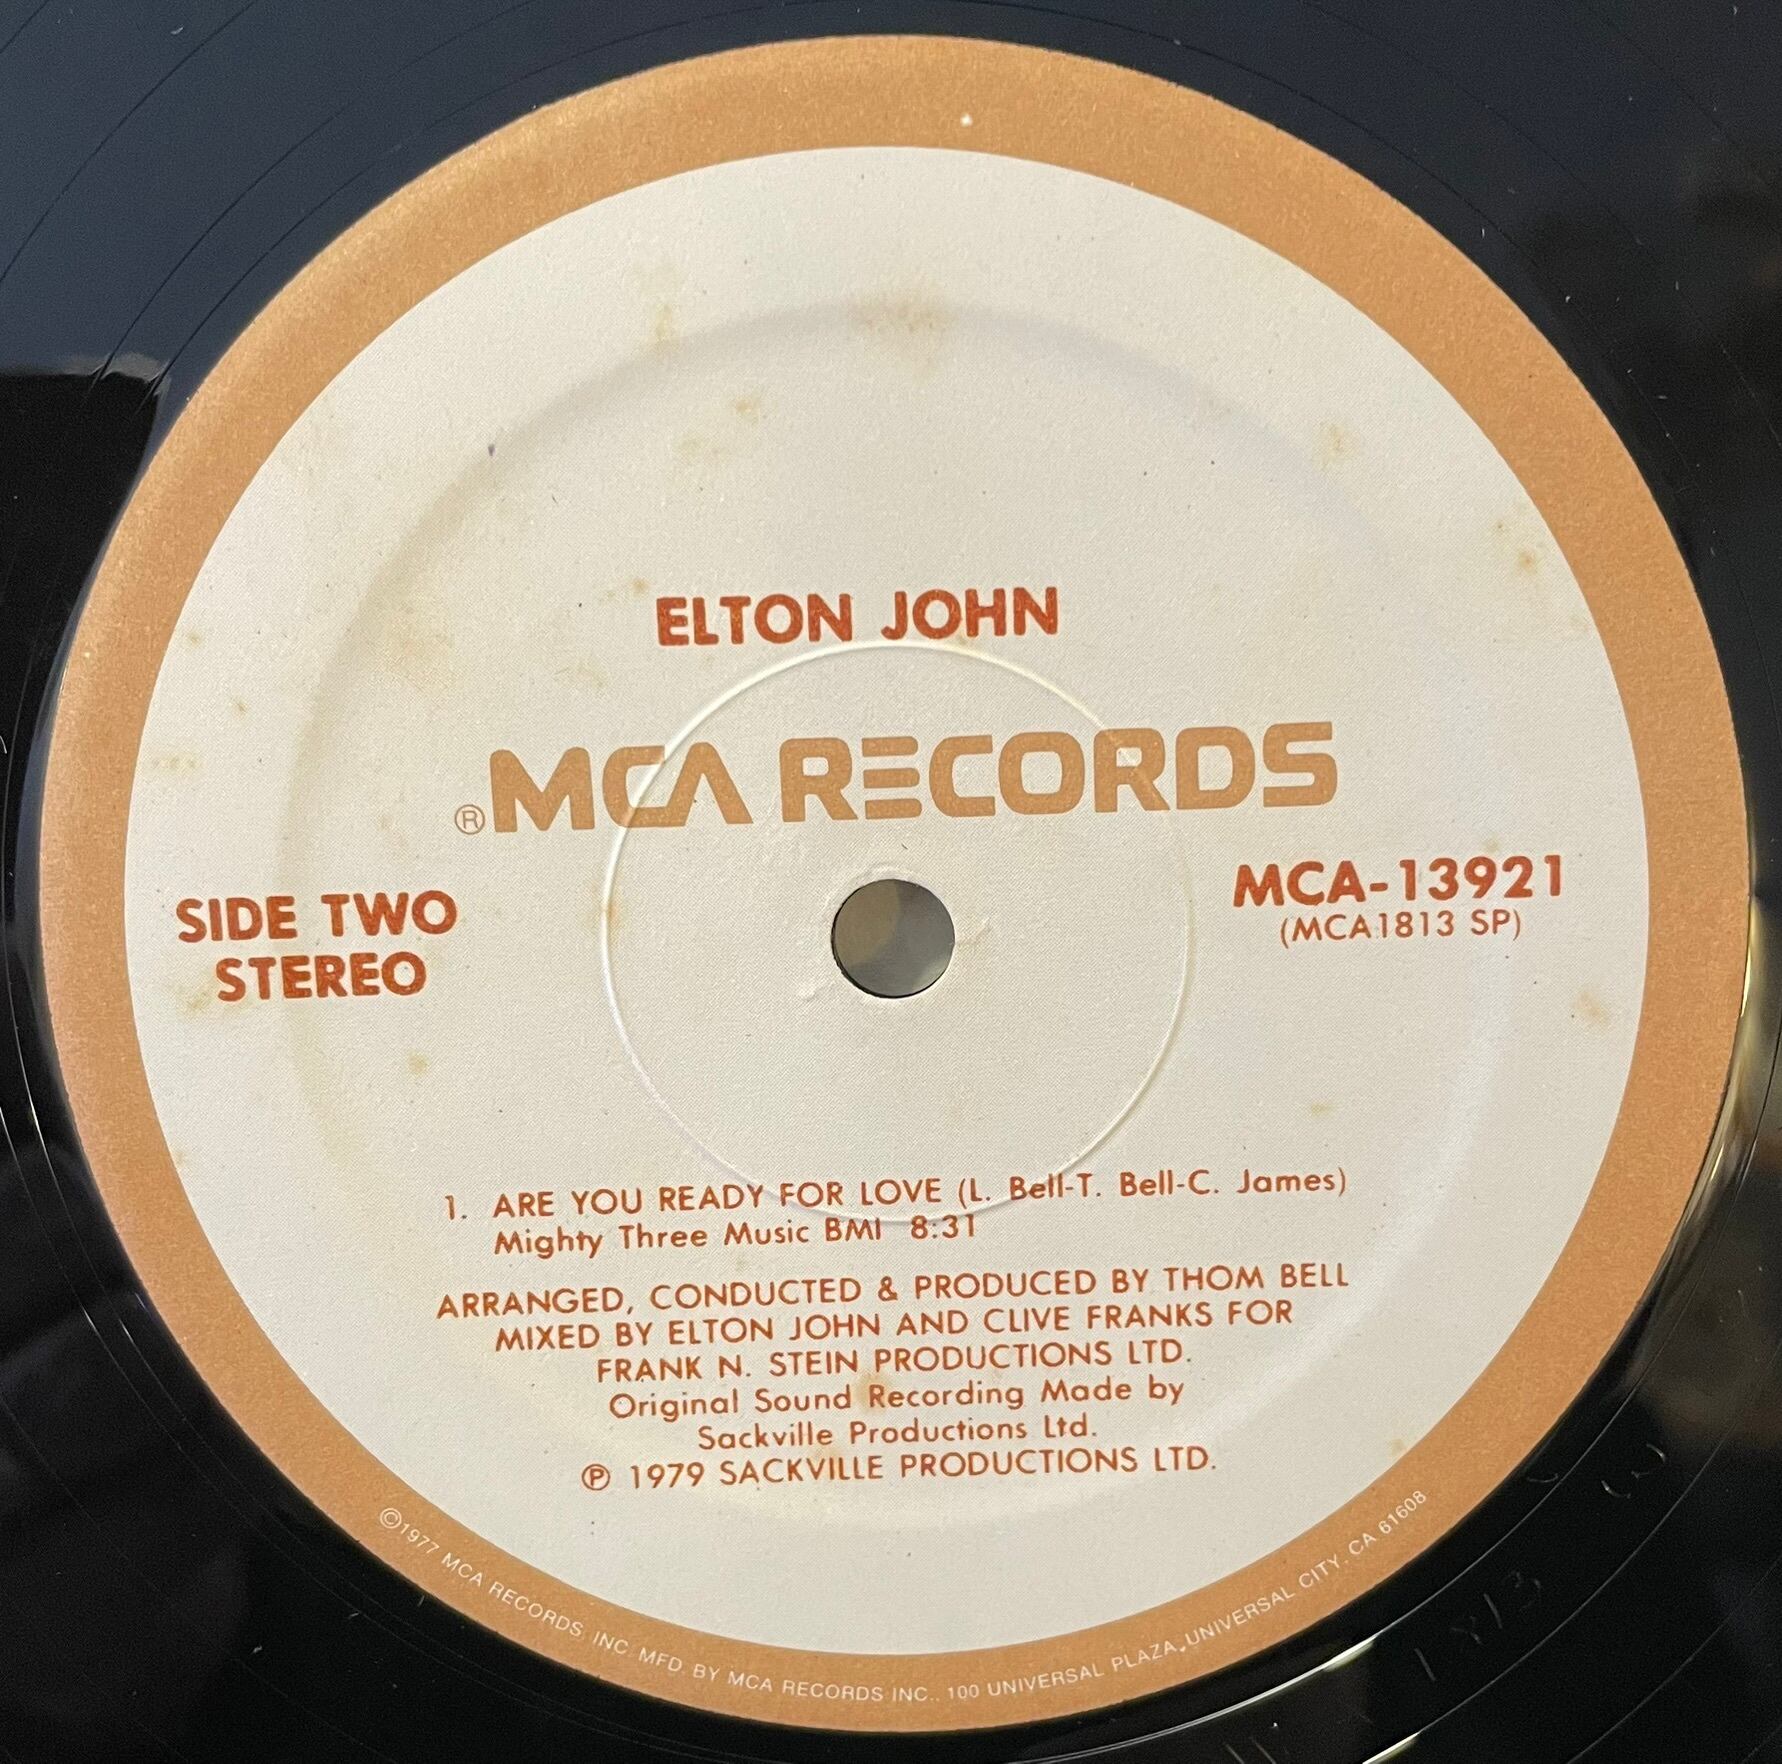 ELTON JOHN
®MCA RECORDS
SIDE TWO
STEREO
MCA-13921
(MCA1813 SP)
1. ARE YOU READY FOR LOVE (L. Bell-T. Bell-C. James)
Mighty Three Music BMI 8:31
ARRANGED, CONDUCTED & PRODUCED BY THOM BELL
MIXED BY ELTON JOHN AND CLIVE FRANKS FOR
FRANK N. STEIN PRODUCTIONS LTD.
Original Sound Recording Made by
Sackville Productions Ltd.
℗ 1979 SACKVILLE PRODUCTIONS LTD.
©1977 MCA RECORDS, INC. MFD. BY MCA RECORDS INC., 100 UNIVERSAL PLAZA, UNIVERSAL CITY, CA 61608
1813